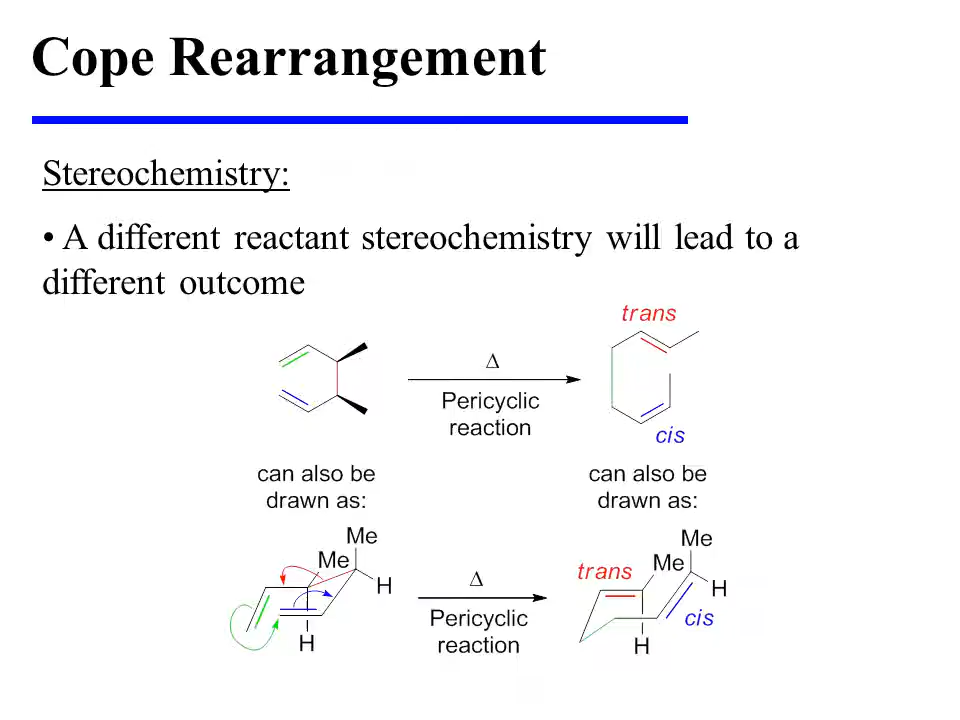 Cope Rearrangement
Stereochemistry:
• A different reactant stereochemistry will lead to a
different outcome
trans
Δ
Pericyclic
reaction
cis
can also be
drawn as:
can also be
drawn as:
Me
Me
H
H
Δ
Pericyclic
reaction
Me
Me
trans
H
cis
H